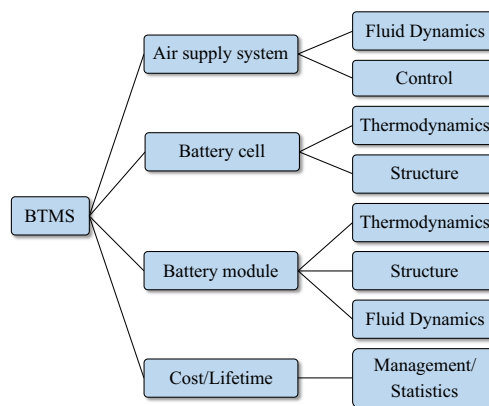 Fluid Dynamics
Air supply system
Control
Thermodynamics
Battery cell
Structure
BTMS
Thermodynamics
Battery module
Structure
Fluid Dynamics
Cost/Lifetime
Management/
Statistics